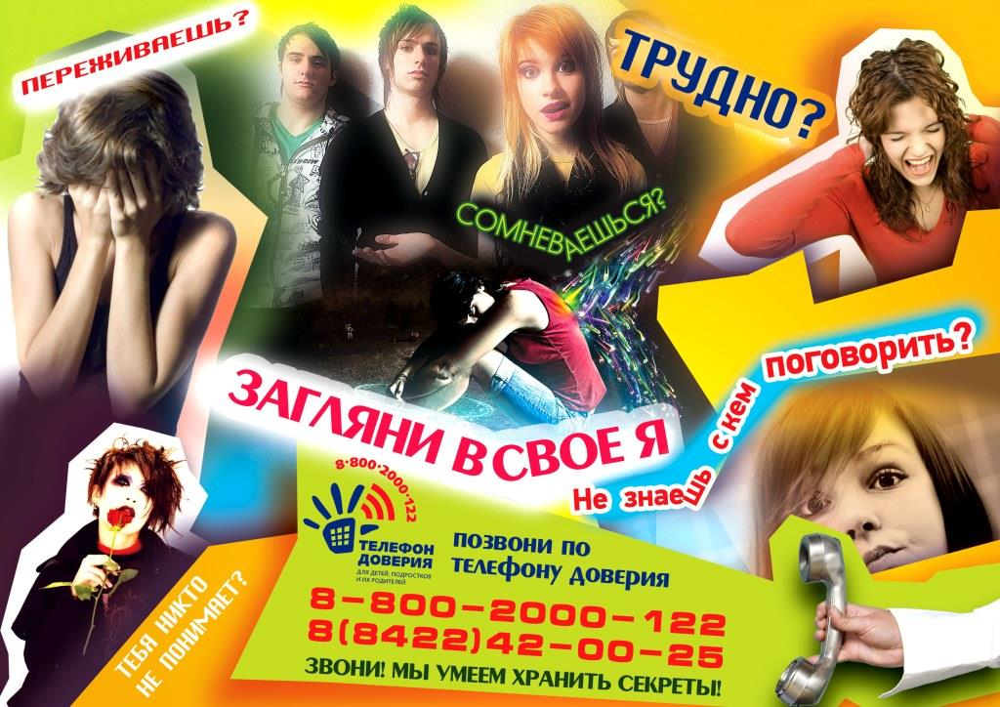 ПЕРЕЖИВАЕШЬ?
ТРУДНО?
СОМНЕВАЕШЬСЯ?
ЗАГЛЯНИ В СВОЕ Я
Не знаешь с кем поговорить?
8-800-2000-122
ТЕЛЕФОН
ДОВЕРИЯ
ДЛЯ ДЕТЕЙ, ПОДРОСТКОВ
И ИХ РОДИТЕЛЕЙ
ПОЗВОНИ ПО
ТЕЛЕФОНУ ДОВЕРИЯ
8-800-2000-122
8(8422)42-00-25
ЗВОНИ! МЫ УМЕЕМ ХРАНИТЬ СЕКРЕТЫ!
ТЕБЯ НИКТО
НЕ ПОНИМАЕТ?